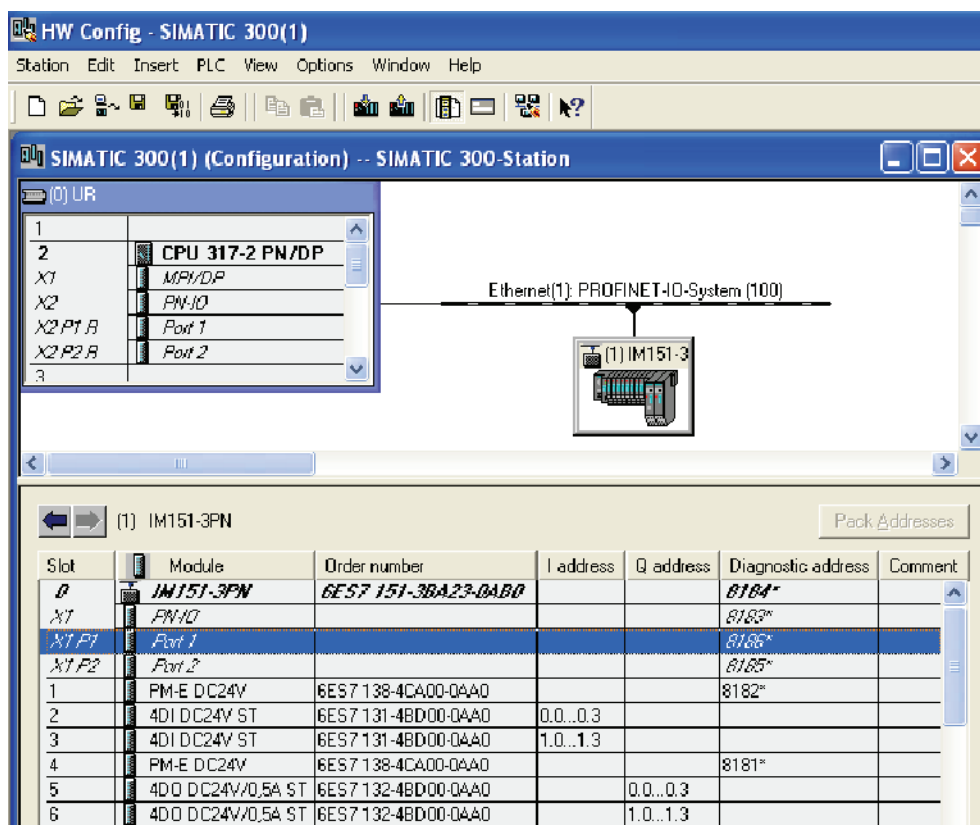 HW Config - SIMATIC 300(1)
Station Edit Insert PLC View Options Window Help
SIMATIC 300(1) (Configuration) -- SIMATIC 300-Station
(0) UR
1
2 CPU 317-2 PN/DP
X1 MPI/DP
X2 PN-IO
X2 P1 R Port 1
X2 P2 R Port 2
3
Ethernet(1): PROFINET-IO-System (100)
(1) IM151-3
(1) IM151-3PN
Pack Addresses
Slot Module Order number I address Q address Diagnostic address Comment
0 IM151-3PN 6ES7 151-3BA23-0AB0 8184*
X1 PN-IO 8183*
X1 P1 Port 1 8186*
X1 P2 Port 2 8185*
1 PM-E DC24V 6ES7 138-4CA00-0AA0 8182*
2 4DI DC24V ST 6ES7 131-4BD00-0AA0 0.0...0.3
3 4DI DC24V ST 6ES7 131-4BD00-0AA0 1.0...1.3
4 PM-E DC24V 6ES7 138-4CA00-0AA0 8181*
5 4DO DC24V/0,5A ST 6ES7 132-4BD00-0AA0 0.0...0.3
6 4DO DC24V/0,5A ST 6ES7 132-4BD00-0AA0 1.0...1.3